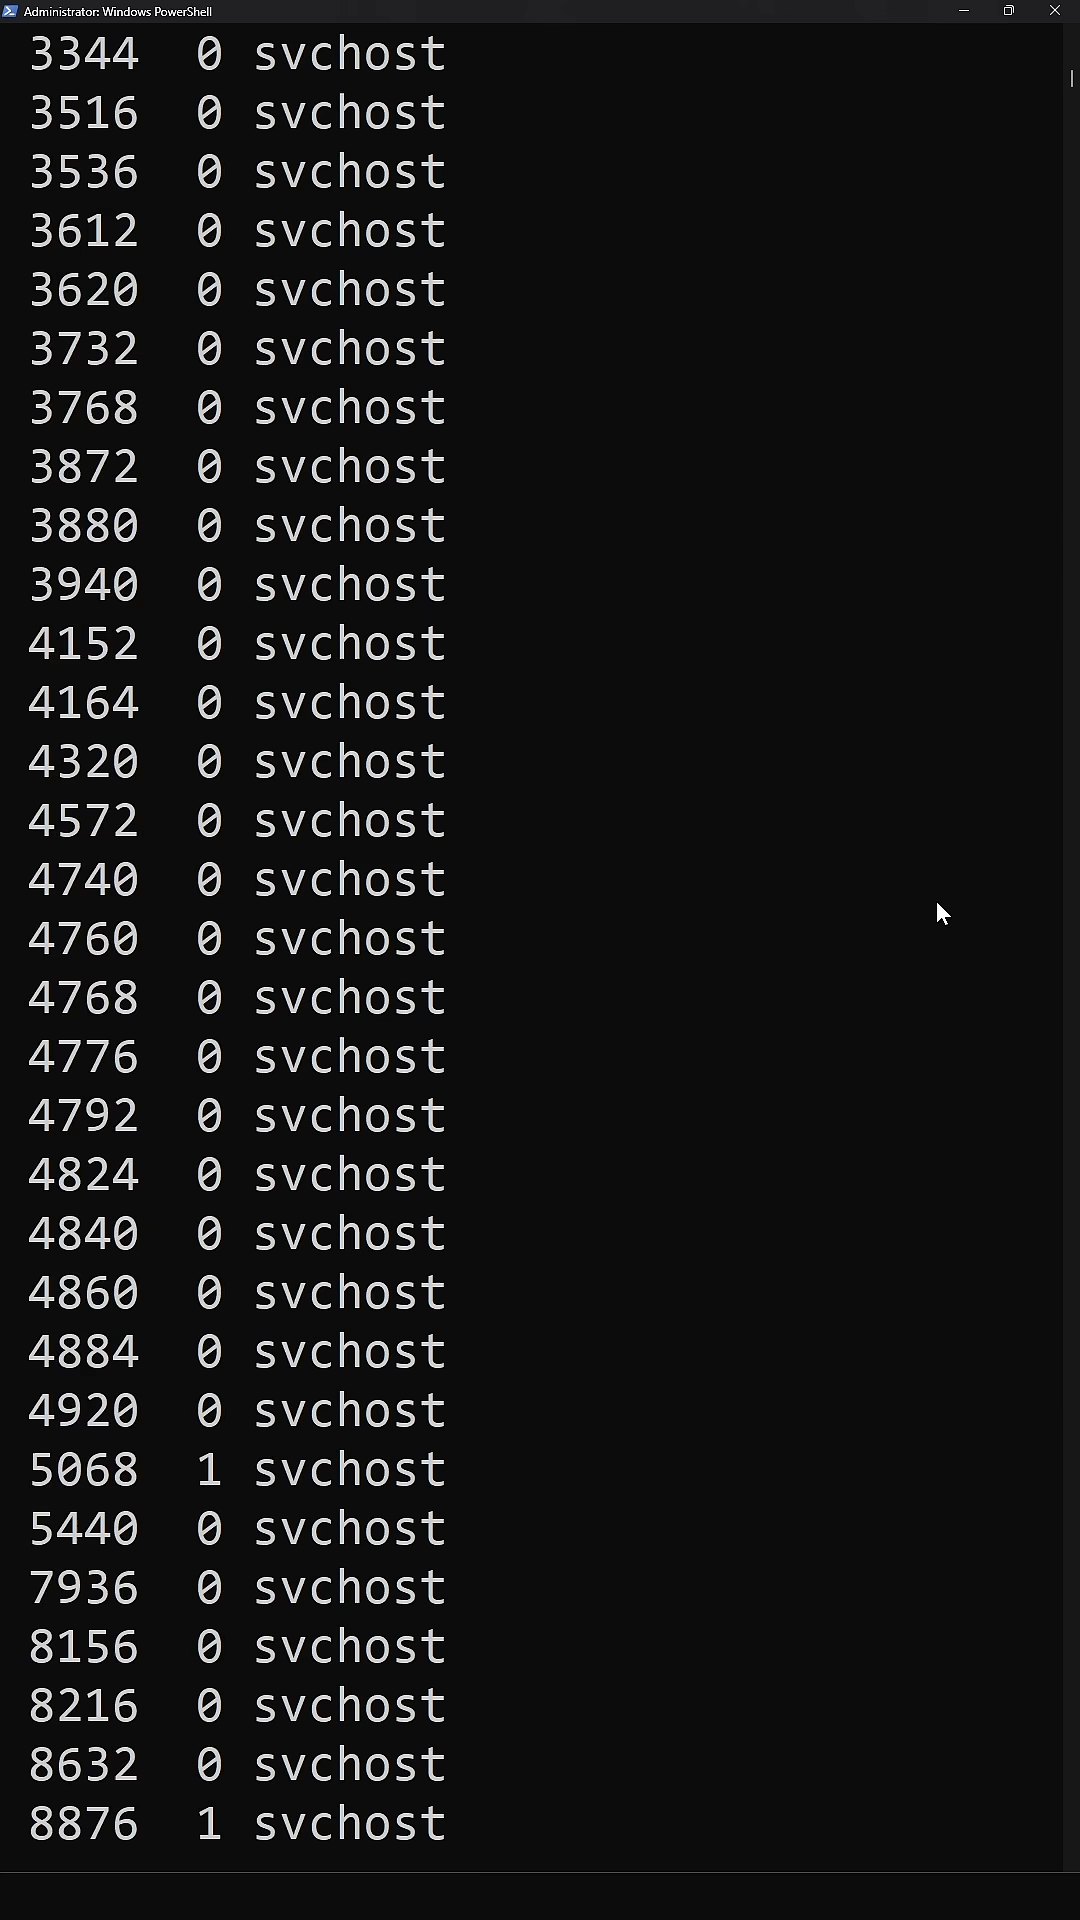 Administrator: Windows PowerShell
3344 0 svchost
3516 0 svchost
3536 0 svchost
3612 0 svchost
3620 0 svchost
3732 0 svchost
3768 0 svchost
3872 0 svchost
3880 0 svchost
3940 0 svchost
4152 0 svchost
4164 0 svchost
4320 0 svchost
4572 0 svchost
4740 0 svchost
4760 0 svchost
4768 0 svchost
4776 0 svchost
4792 0 svchost
4824 0 svchost
4840 0 svchost
4860 0 svchost
4884 0 svchost
4920 0 svchost
5068 1 svchost
5440 0 svchost
7936 0 svchost
8156 0 svchost
8216 0 svchost
8632 0 svchost
8876 1 svchost